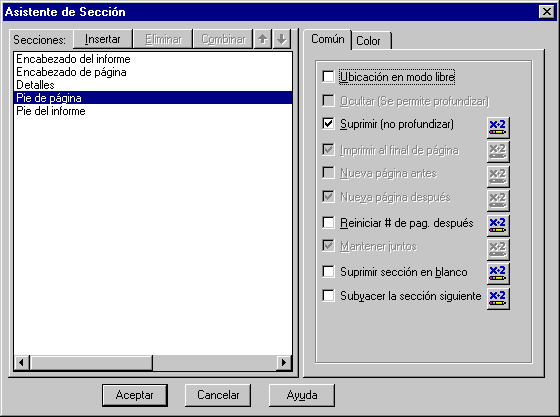 Asistente de Sección
Secciones: Insertar Eliminar Combinar
Encabezado del informe
Encabezado de página
Detalles
Pie de página
Pie del informe
Común Color
Ubicación en modo libre
Ocultar (Se permite profundizar)
Suprimir (no profundizar) X+2
Imprimir al final de página X+2
Nueva página antes X+2
Nueva página después X+2
Reiniciar # de pag. después X+2
Mantener juntos X+2
Suprimir sección en blanco X+2
Subyacer la sección siguiente X+2
Aceptar Cancelar Ayuda